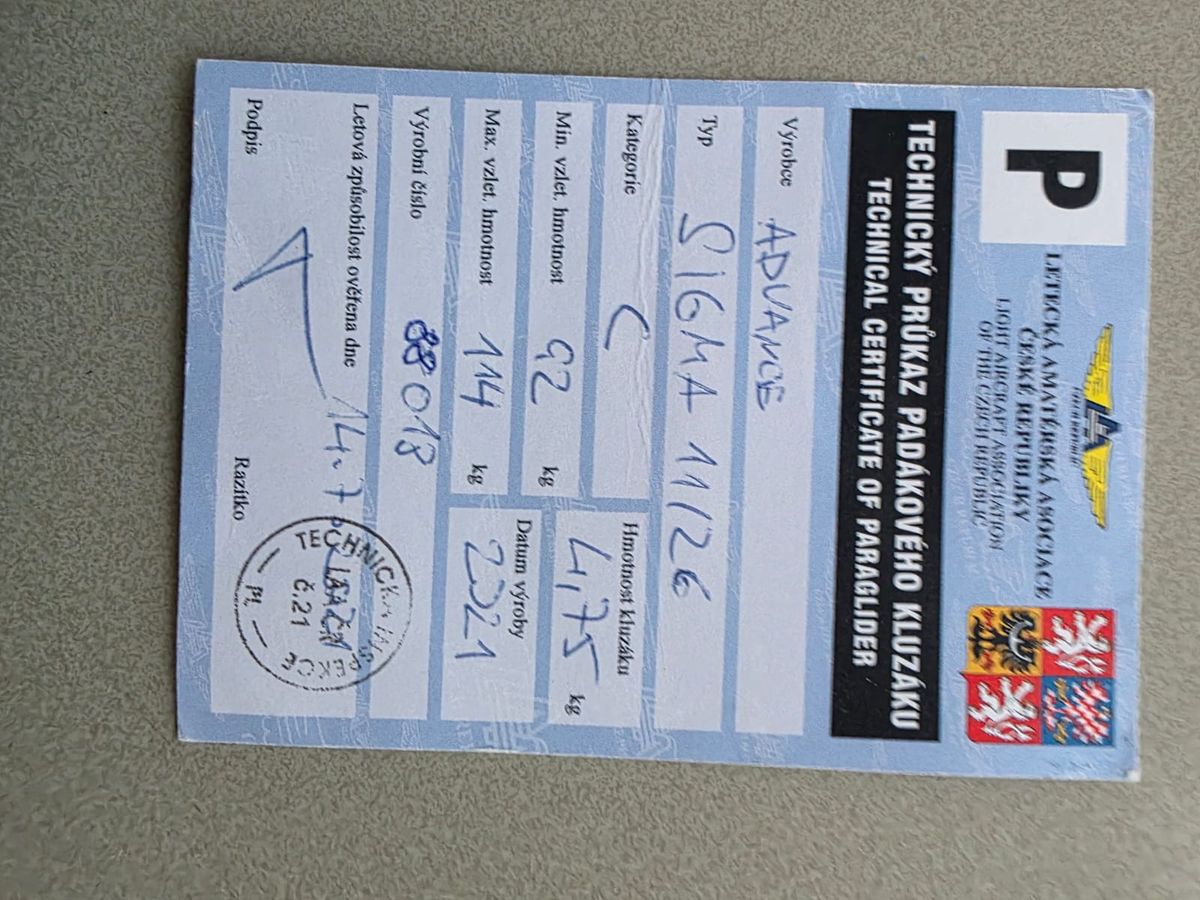 P
LETECKÁ AMATÉRSKÁ ASOCIACE
ČESKÉ REPUBLIKY
LIGHT AIRCRAFT ASSOCIATION
OF THE CZECH REPUBLIC
LAA
CZECH REPUBLIC
TECHNICKÝ PRŮKAZ PADÁKOVÉHO KLUZÁKU
TECHNICAL CERTIFICATE OF PARAGLIDER
Výrobce ADVANCE
Typ SIGMA 11/26
Kategorie C
Hmotnost kluzáku 4,75 kg
Min. vzlet. hmotnost 92 kg
Max. vzlet. hmotnost 114 kg
Datum výroby 2021
Výrobní číslo 88018
Letová způsobilost ověřena dne 14.7.
Podpis
Razítko
TECHNICKÁ INSPEKCE
č.21